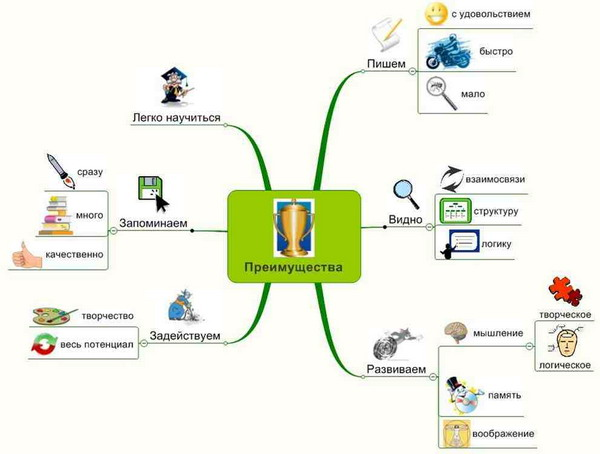 Преимущества
Пишем
с удовольствием
быстро
мало
Видно
взаимосвязи
структуру
логику
Развиваем
мышление
творческое
логическое
память
воображение
Легко научиться
Запоминаем
сразу
много
качественно
Задействуем
творчество
весь потенциал